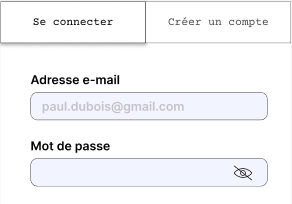 Se connecter
Créer un compte
Adresse e-mail
paul.dubois@gmail.com
Mot de passe